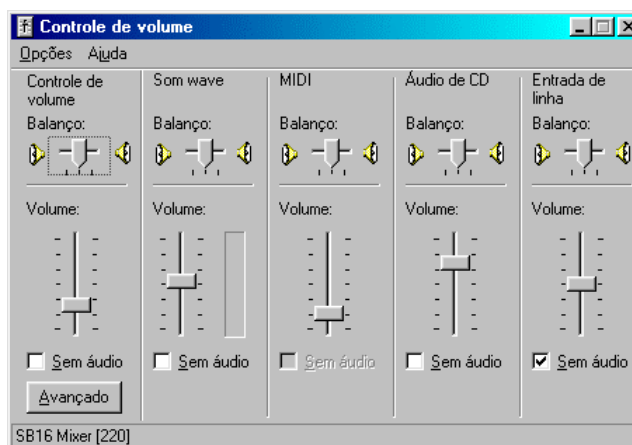 Controle de volume
Opções Ajuda
Controle de volume
Balanço:
Volume:
Sem áudio
Avançado
Som wave
Balanço:
Volume:
Sem áudio
MIDI
Balanço:
Volume:
Sem áudio
Áudio de CD
Balanço:
Volume:
Sem áudio
Entrada de
linha
Balanço:
Volume:
Sem áudio
SB16 Mixer [220]